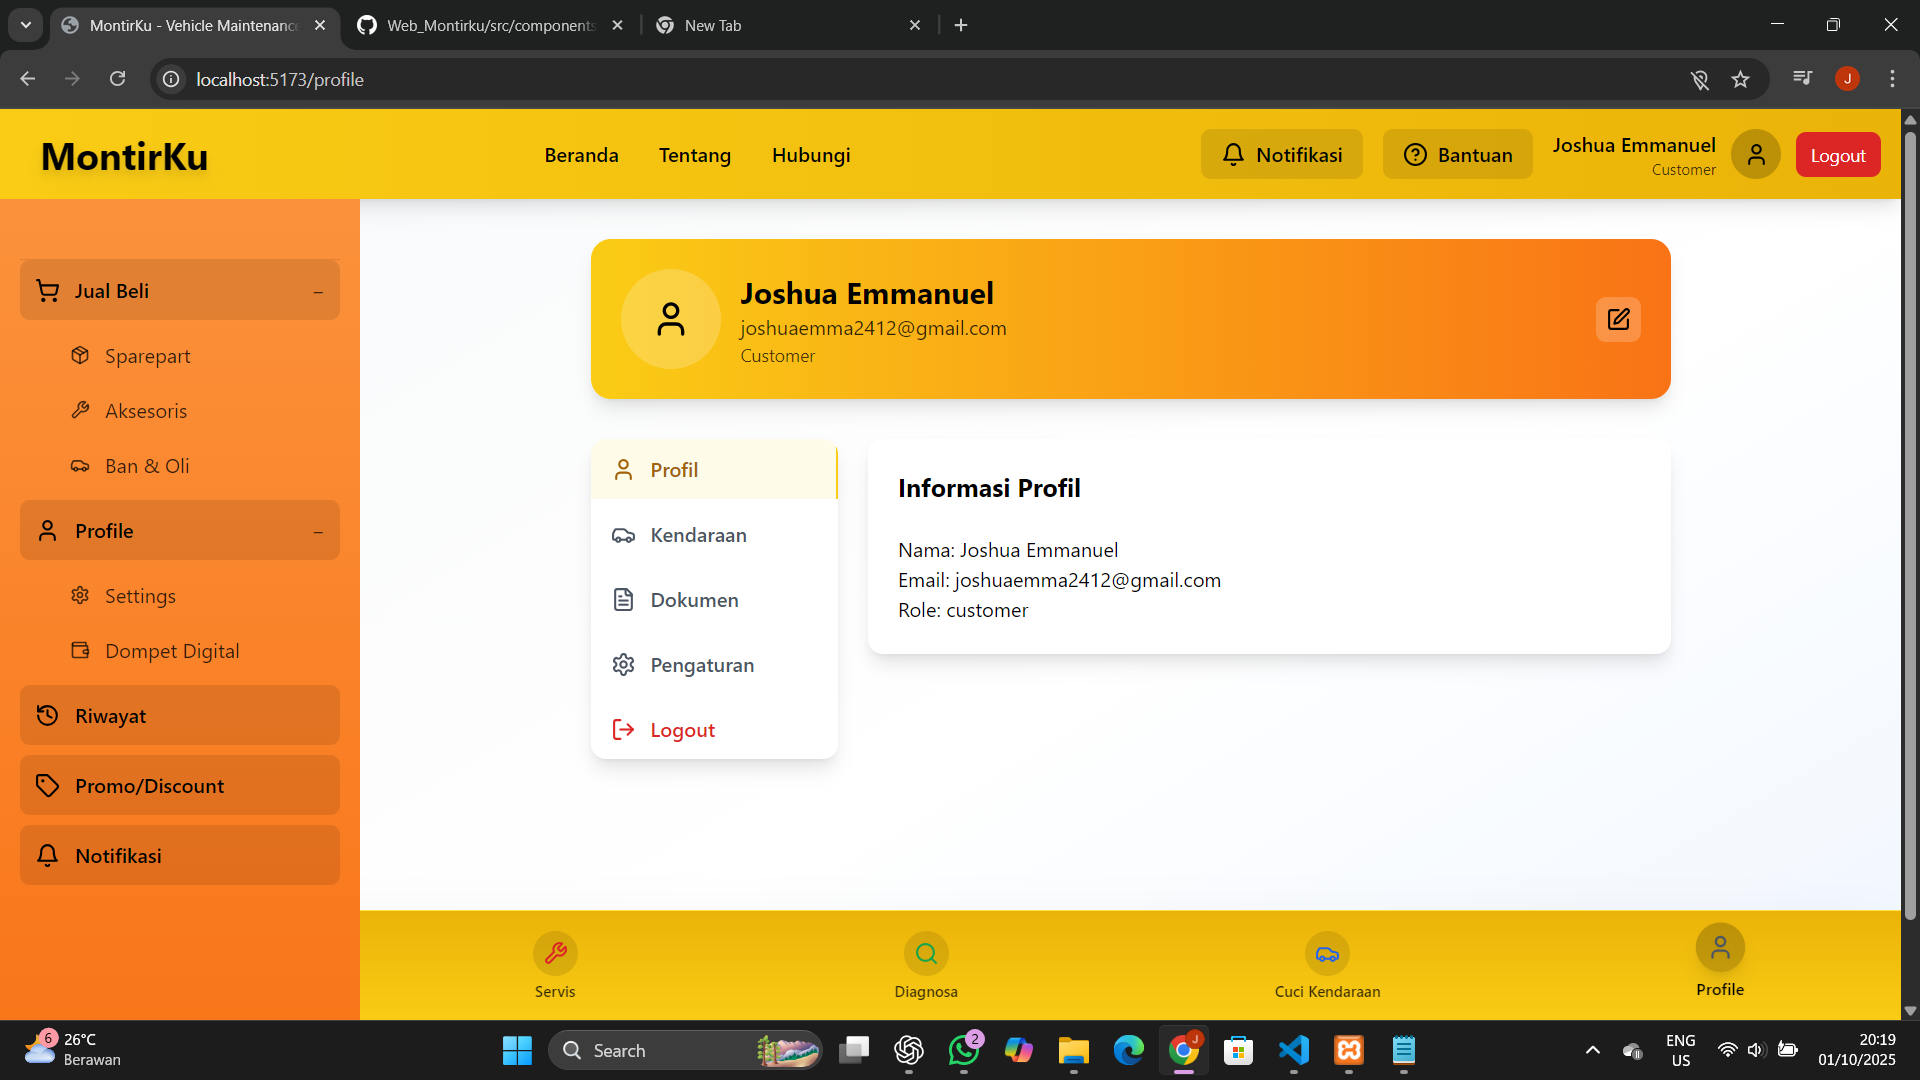 MontirKu - Vehicle Maintenance
Web_Montirku/src/components
New Tab
localhost:5173/profile
J
MontirKu
Beranda
Tentang
Hubungi
Notifikasi
Bantuan
Joshua Emmanuel
Customer
Logout
Jual Beli
–
Sparepart
Aksesoris
Ban & Oli
Profile
–
Settings
Dompet Digital
Riwayat
Promo/Discount
Notifikasi
Joshua Emmanuel
joshuaemma2412@gmail.com
Customer
Profil
Kendaraan
Dokumen
Pengaturan
Logout
Informasi Profil
Nama: Joshua Emmanuel
Email: joshuaemma2412@gmail.com
Role: customer
Servis
Diagnosa
Cuci Kendaraan
Profile
6
26°C
Berawan
Search
2
J
ENG
US
20:19
01/10/2025